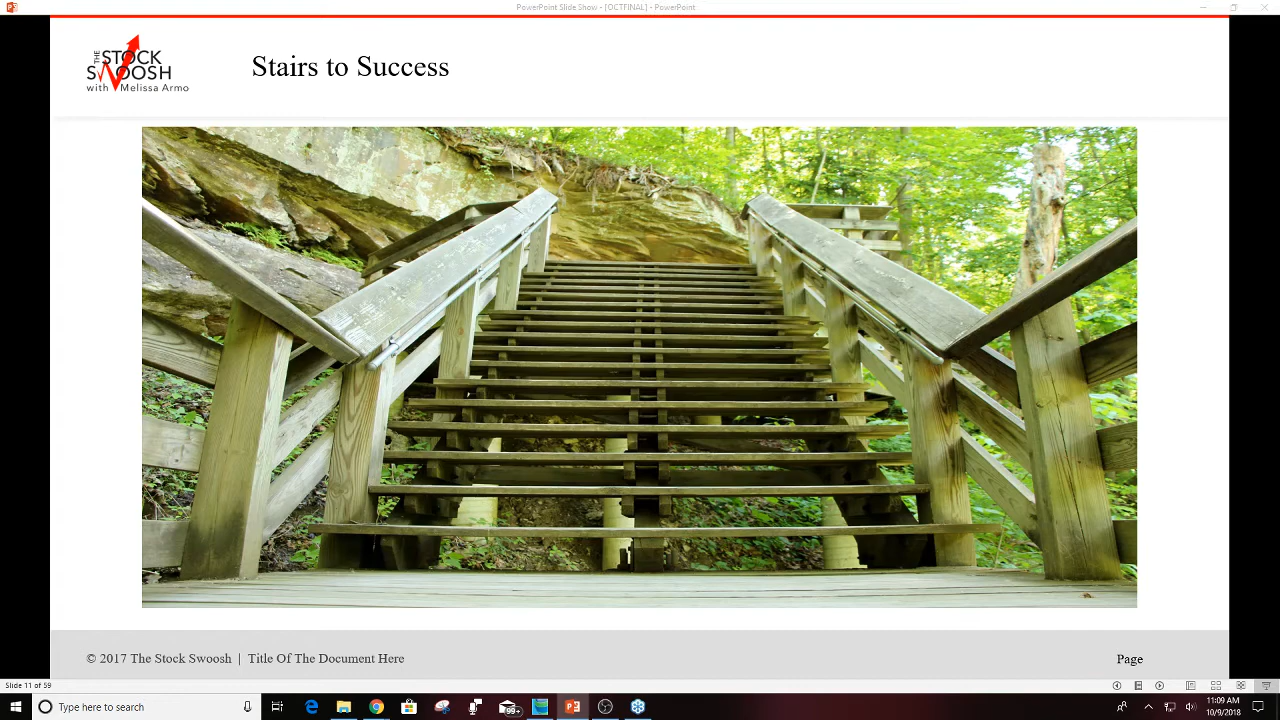 PowerPoint Slide Show - [OCTFINAL] - PowerPoint
THE
STOCK
SWOOSH
with Melissa Armo
Stairs to Success
© 2017 The Stock Swoosh | Title Of The Document Here
Page
Slide 11 of 59
Type here to search
99+
11:09 AM
10/9/2018